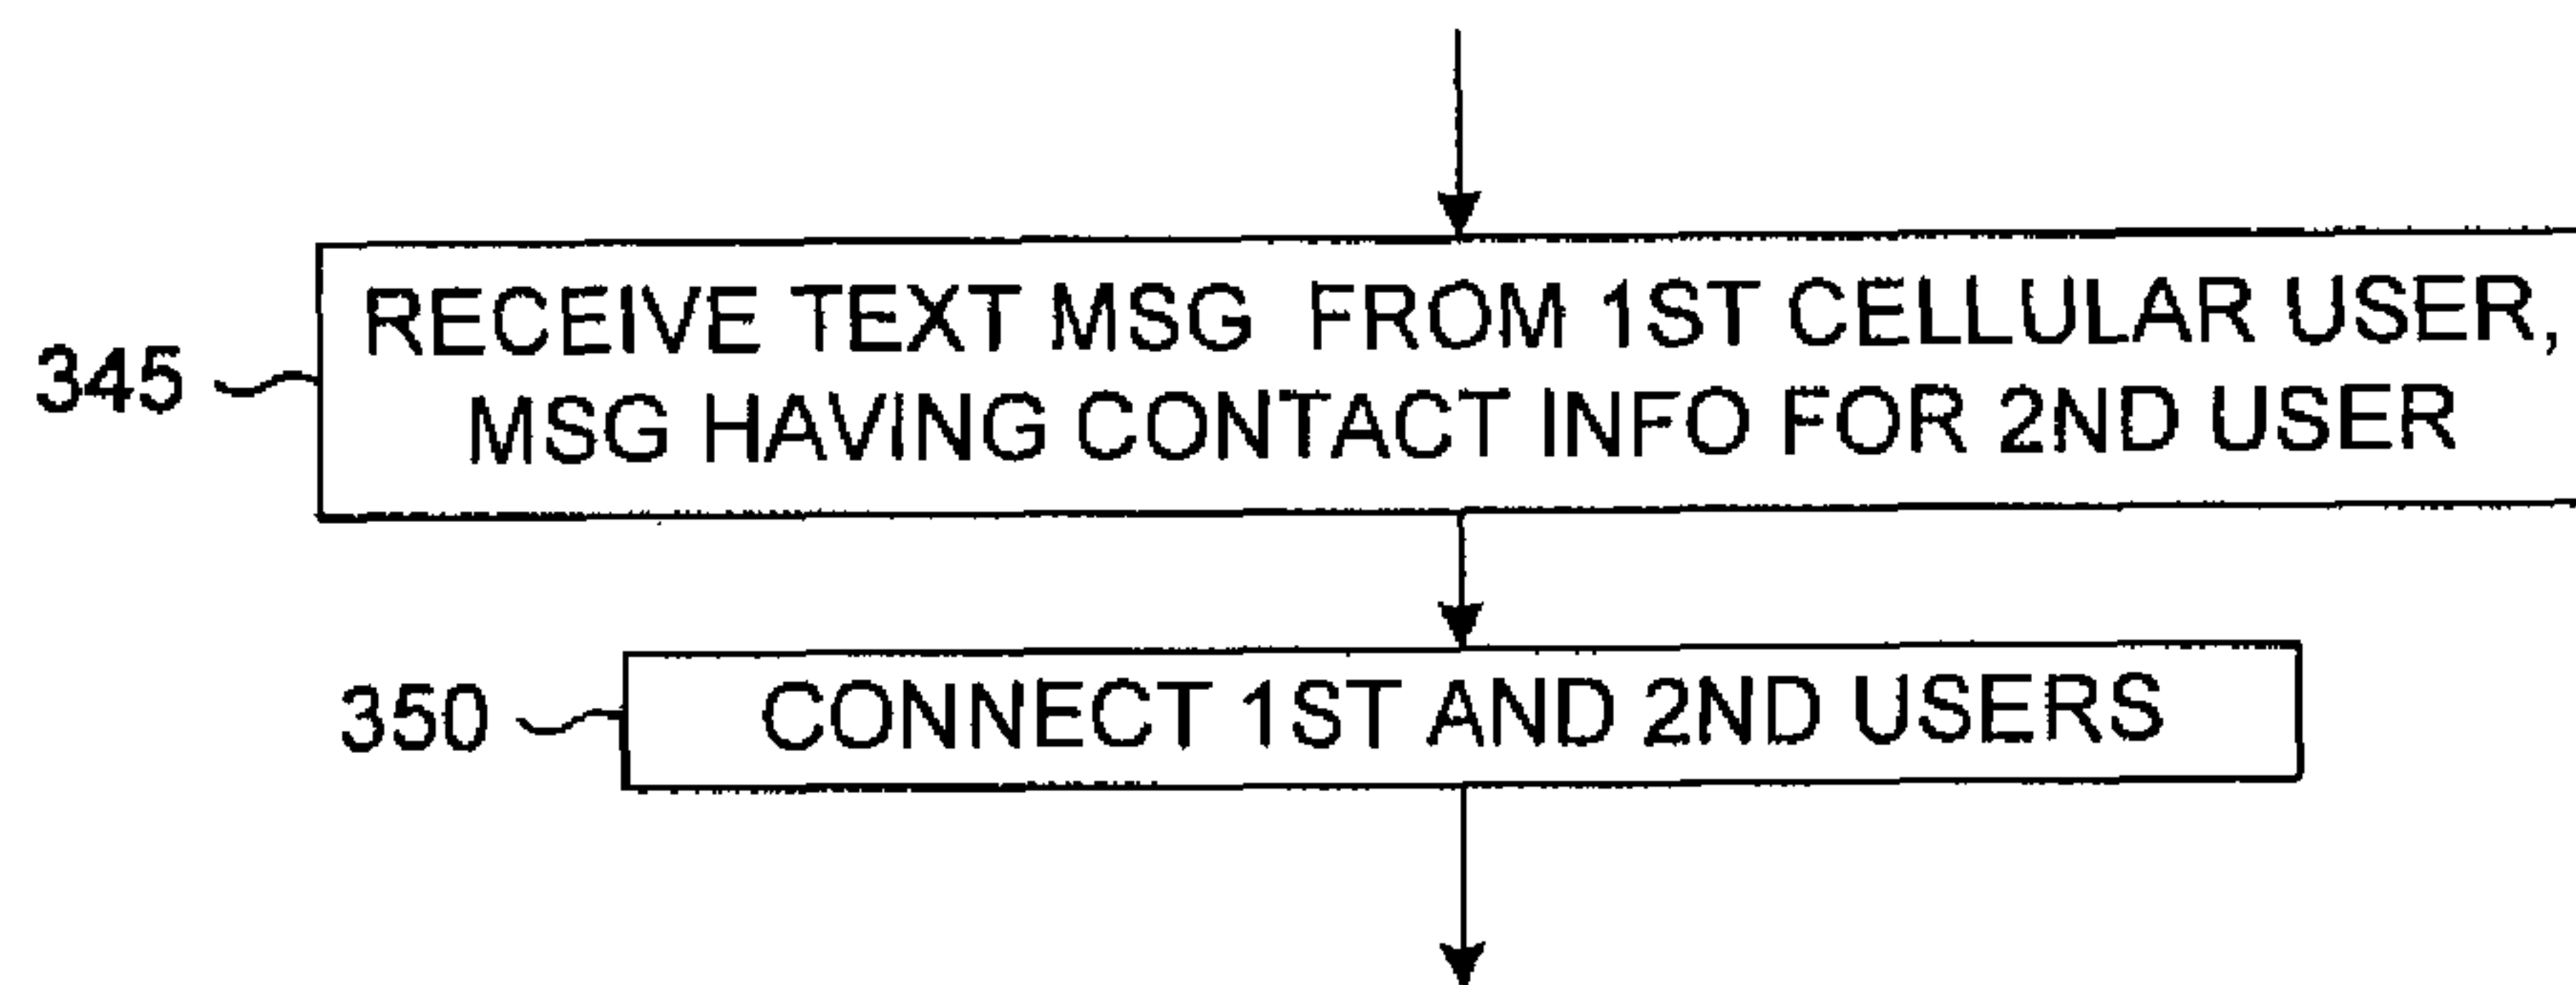 345 RECEIVE TEXT MSG FROM 1ST CELLULAR USER,
MSG HAVING CONTACT INFO FOR 2ND USER
350 CONNECT 1ST AND 2ND USERS